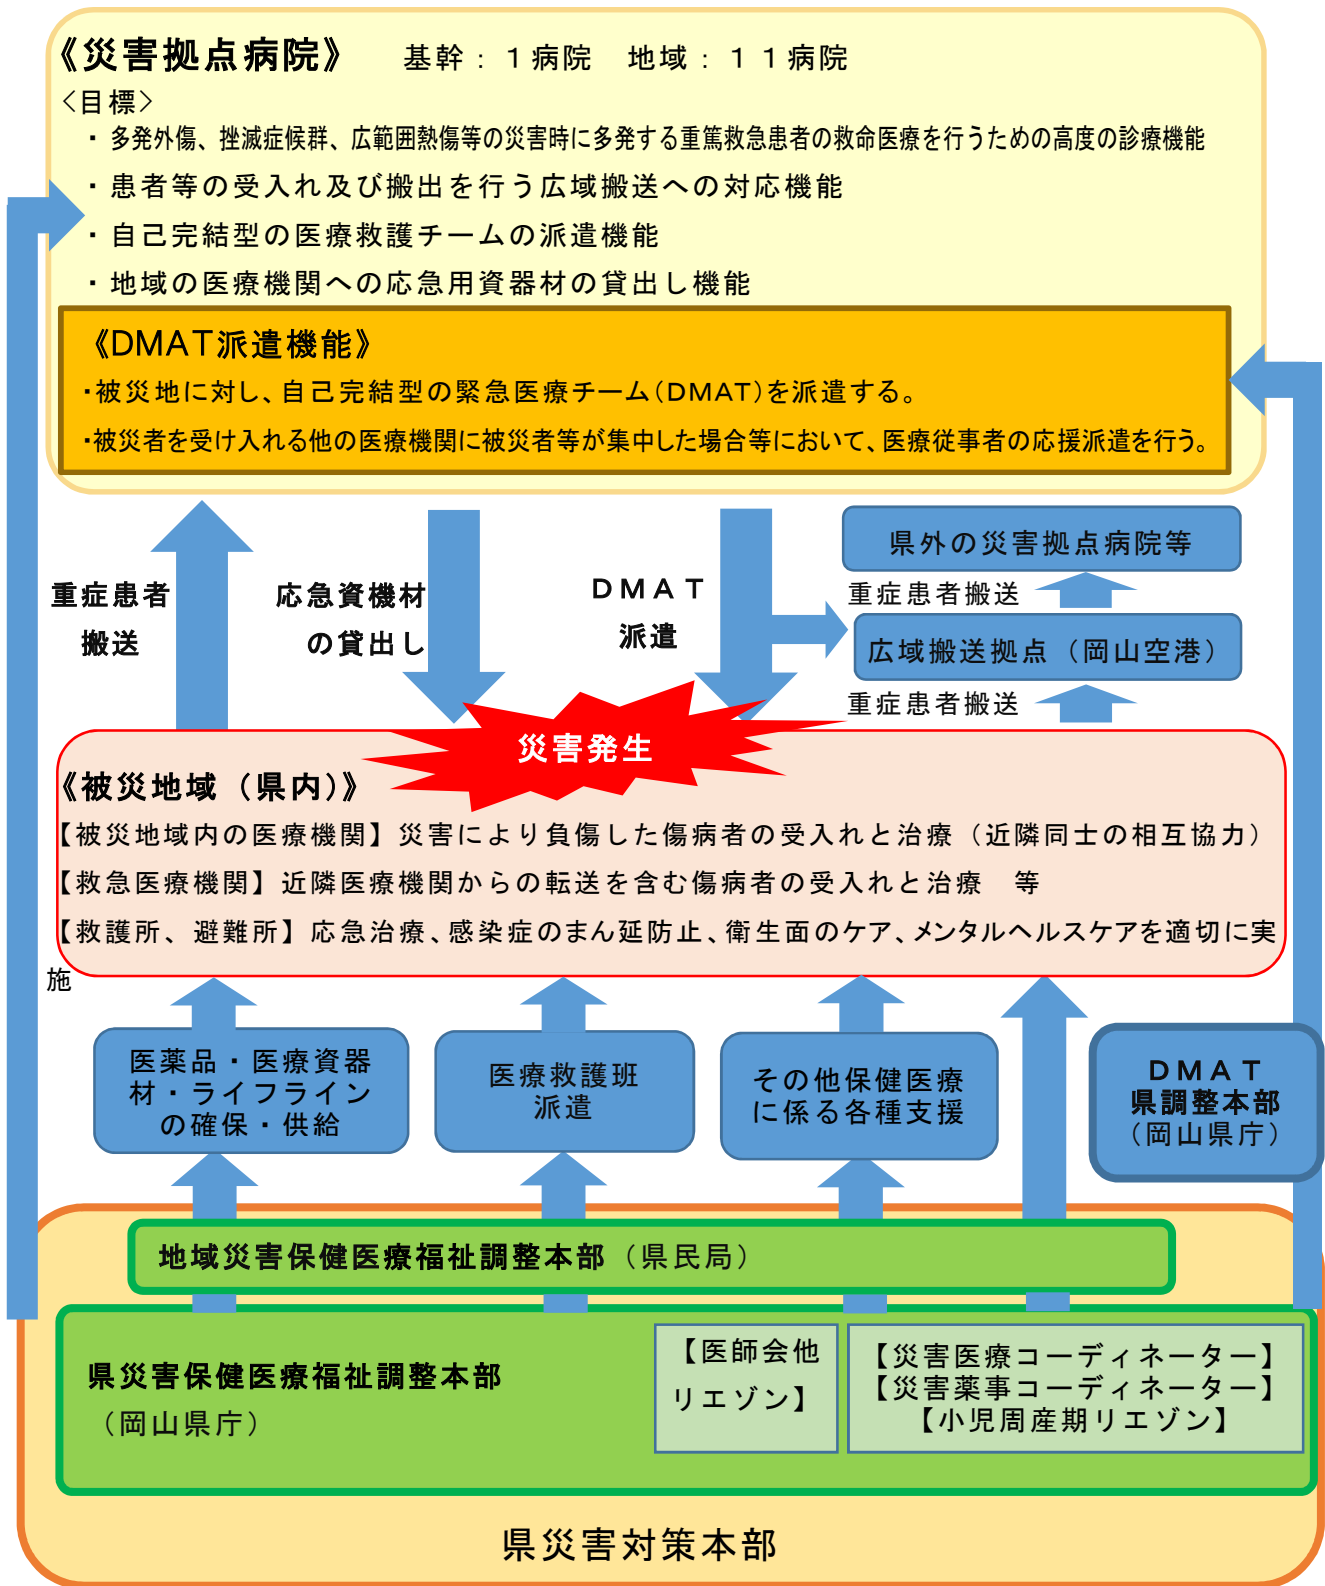 《災害拠点病院》　基幹：１病院　地域：１１病院
＜目標＞
・多発外傷、挫滅症候群、広範囲熱傷等の災害時に多発する重篤救急患者の救命医療を行うための高度の診療機能
・患者等の受入れ及び搬出を行う広域搬送への対応機能
・自己完結型の医療救護チームの派遣機能
・地域の医療機関への応急用資器材の貸出し機能
《DMAT派遣機能》
・被災地に対し、自己完結型の緊急医療チーム(DMAT)を派遣する。
・被災者を受け入れる他の医療機関に被災者等が集中した場合等において、医療従事者の応援派遣を行う。
重症患者
搬送
応急資機材
の貸出し
ＤＭＡＴ
派遣
県外の災害拠点病院等
重症患者搬送
広域搬送拠点（岡山空港）
重症患者搬送
災害発生
《被災地域（県内）》
【被災地域内の医療機関】災害により負傷した傷病者の受入れと治療（近隣同士の相互協力）
【救急医療機関】近隣医療機関からの転送を含む傷病者の受入れと治療　等
【救護所、避難所】応急治療、感染症のまん延防止、衛生面のケア、メンタルヘルスケアを適切に実
施
医薬品・医療資器
材・ライフライン
の確保・供給
医療救護班
派遣
その他保健医療
に係る各種支援
ＤＭＡＴ
県調整本部
（岡山県庁）
地域災害保健医療福祉調整本部（県民局）
県災害保健医療福祉調整本部
（岡山県庁）
【医師会他
リエゾン】
【災害医療コーディネーター】
【災害薬事コーディネーター】
【小児周産期リエゾン】
県災害対策本部